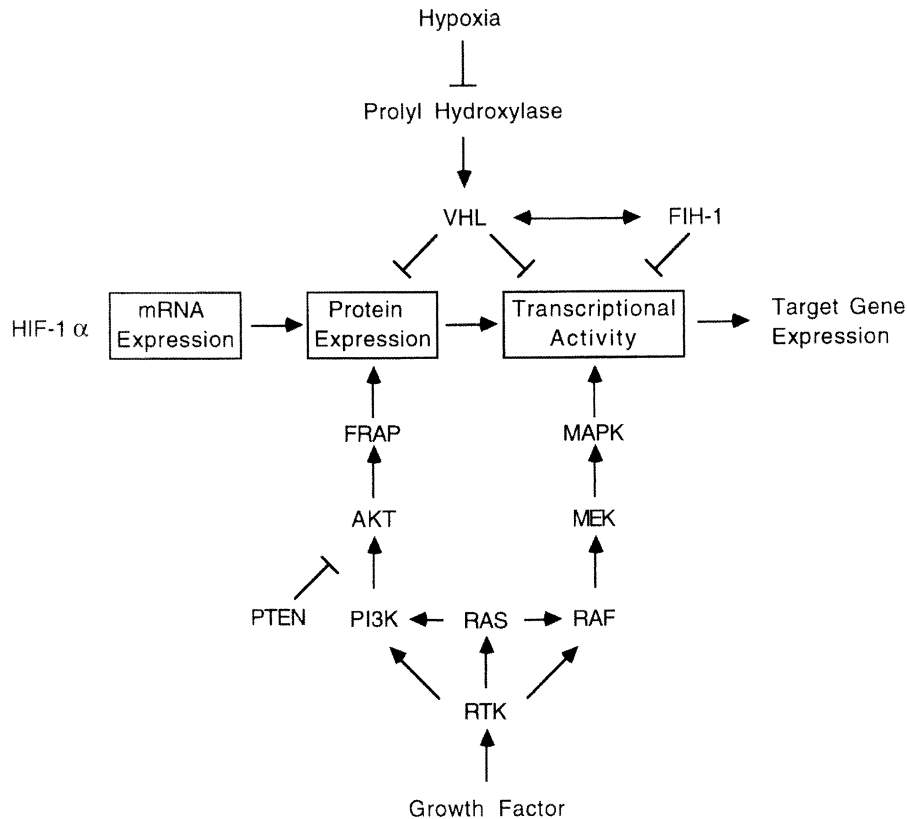 Hypoxia
Prolyl Hydroxylase
VHL
FIH-1
HIF-1 α
mRNA
Expression
Protein
Expression
Transcriptional
Activity
Target Gene
Expression
FRAP
MAPK
AKT
MEK
PTEN
PI3K
RAS
RAF
RTK
Growth Factor